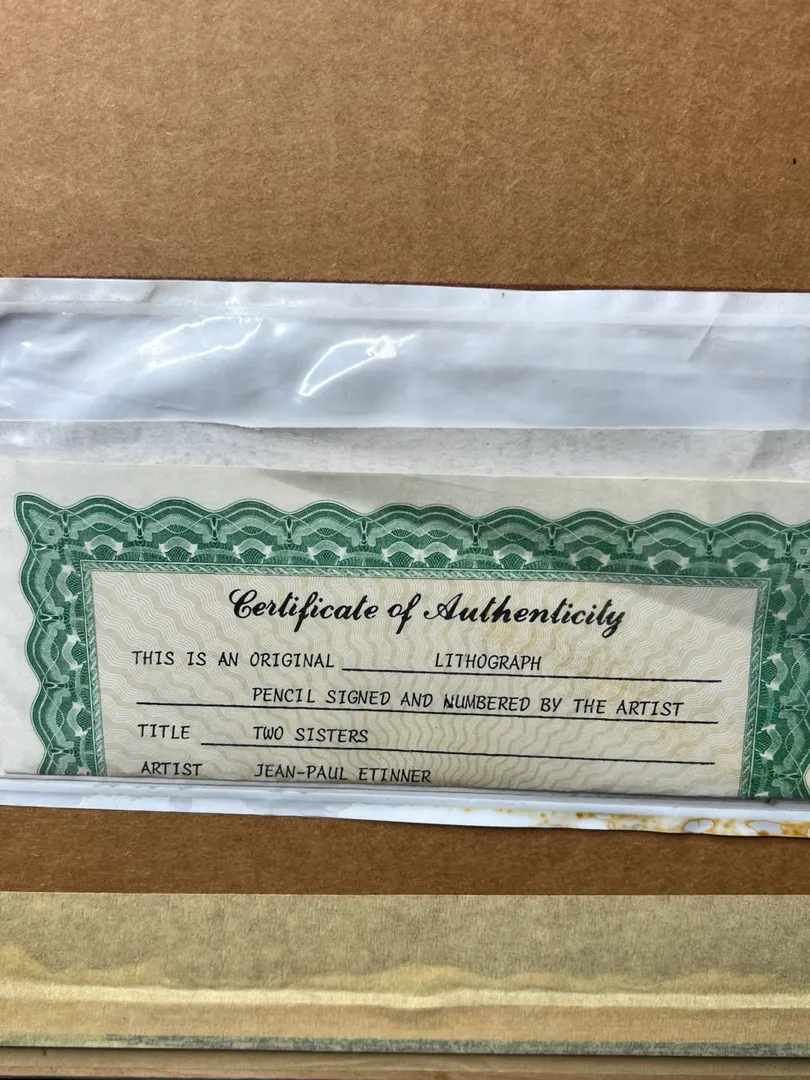 Certificate of Authenticity
THIS IS AN ORIGINAL LITHOGRAPH
PENCIL SIGNED AND NUMBERED BY THE ARTIST
TITLE TWO SISTERS
ARTIST JEAN-PAUL ETINNER